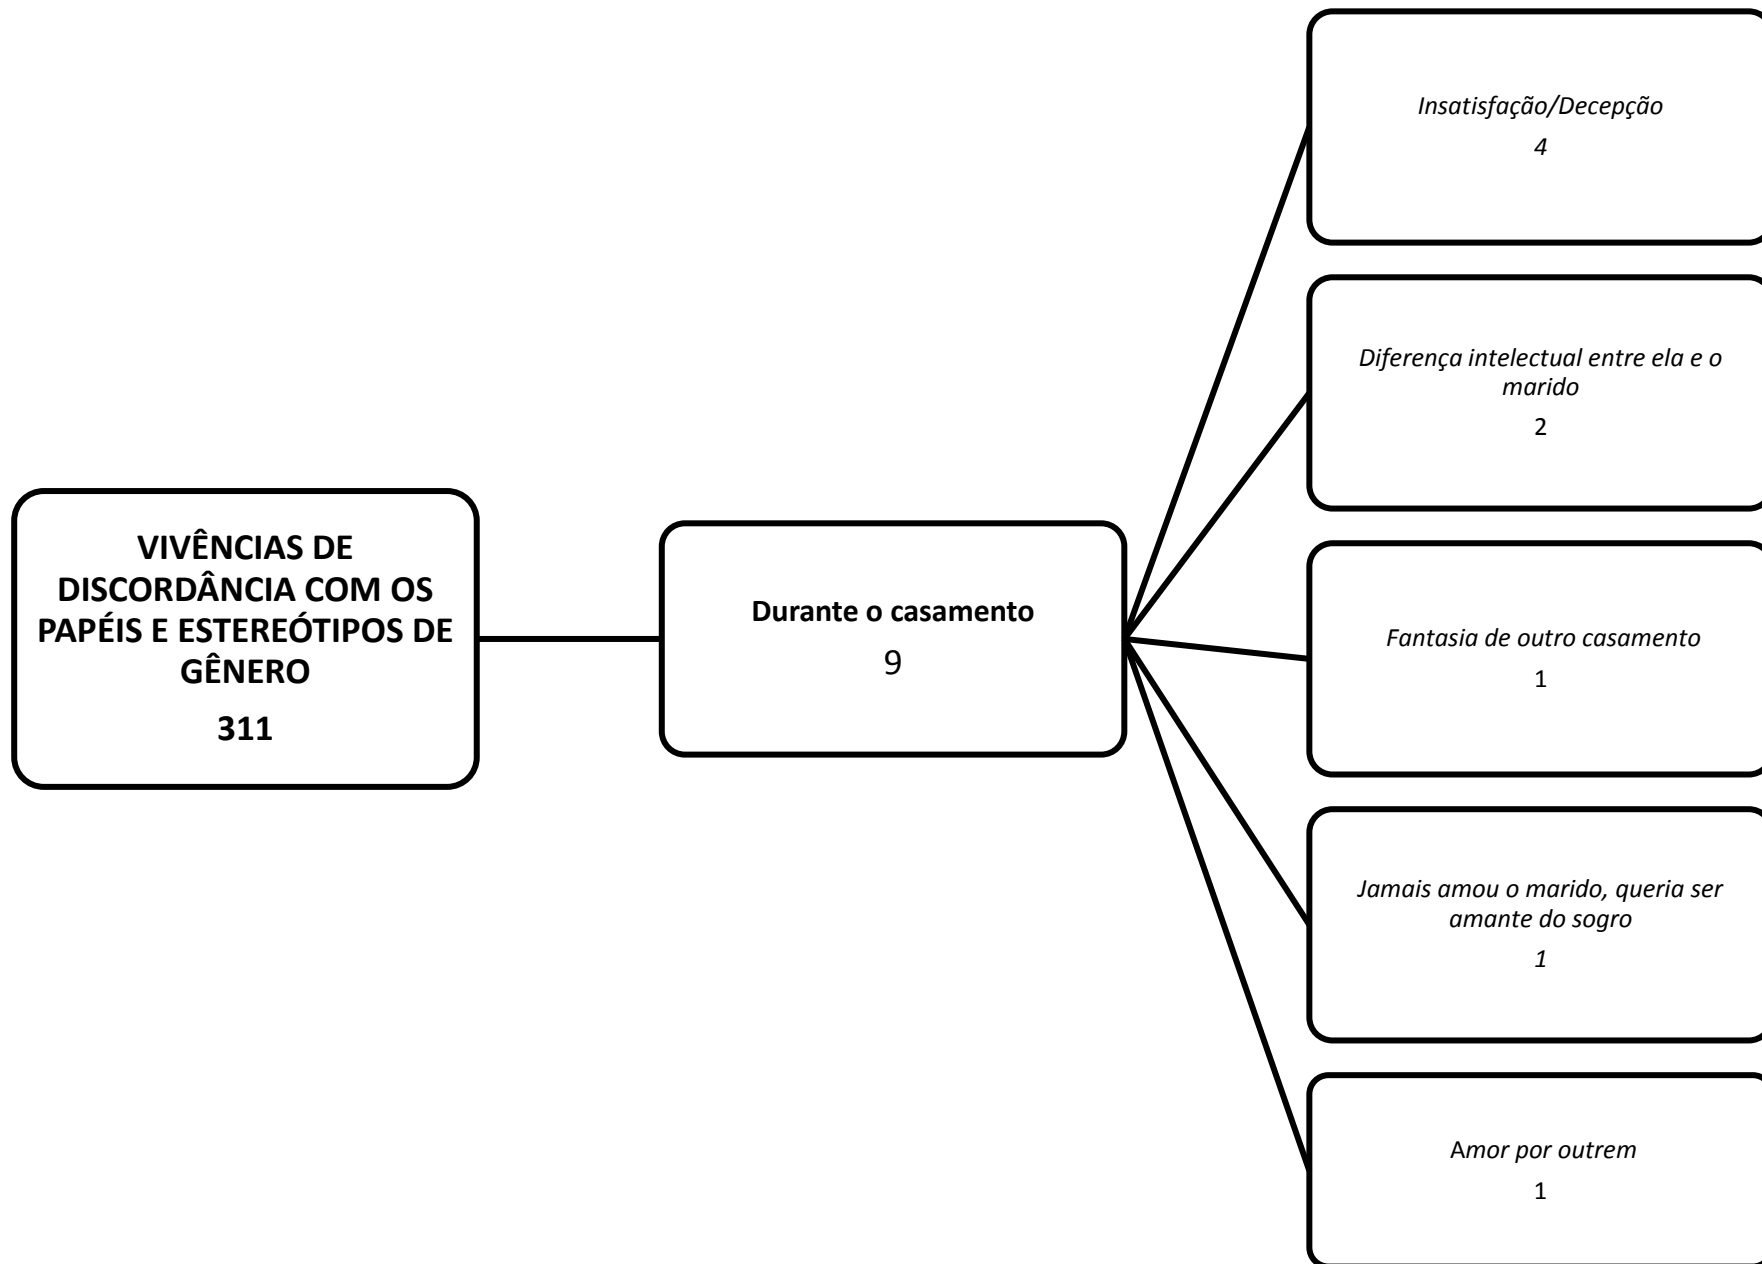 VIVÊNCIAS DE
DISCORDÂNCIA COM OS
PAPÉIS E ESTEREÓTIPOS DE
GÊNERO
311
Durante o casamento
9
Insatisfação/Decepção
4
Diferença intelectual entre ela e o
marido
2
Fantasia de outro casamento
1
Jamais amou o marido, queria ser
amante do sogro
1
Amor por outrem
1